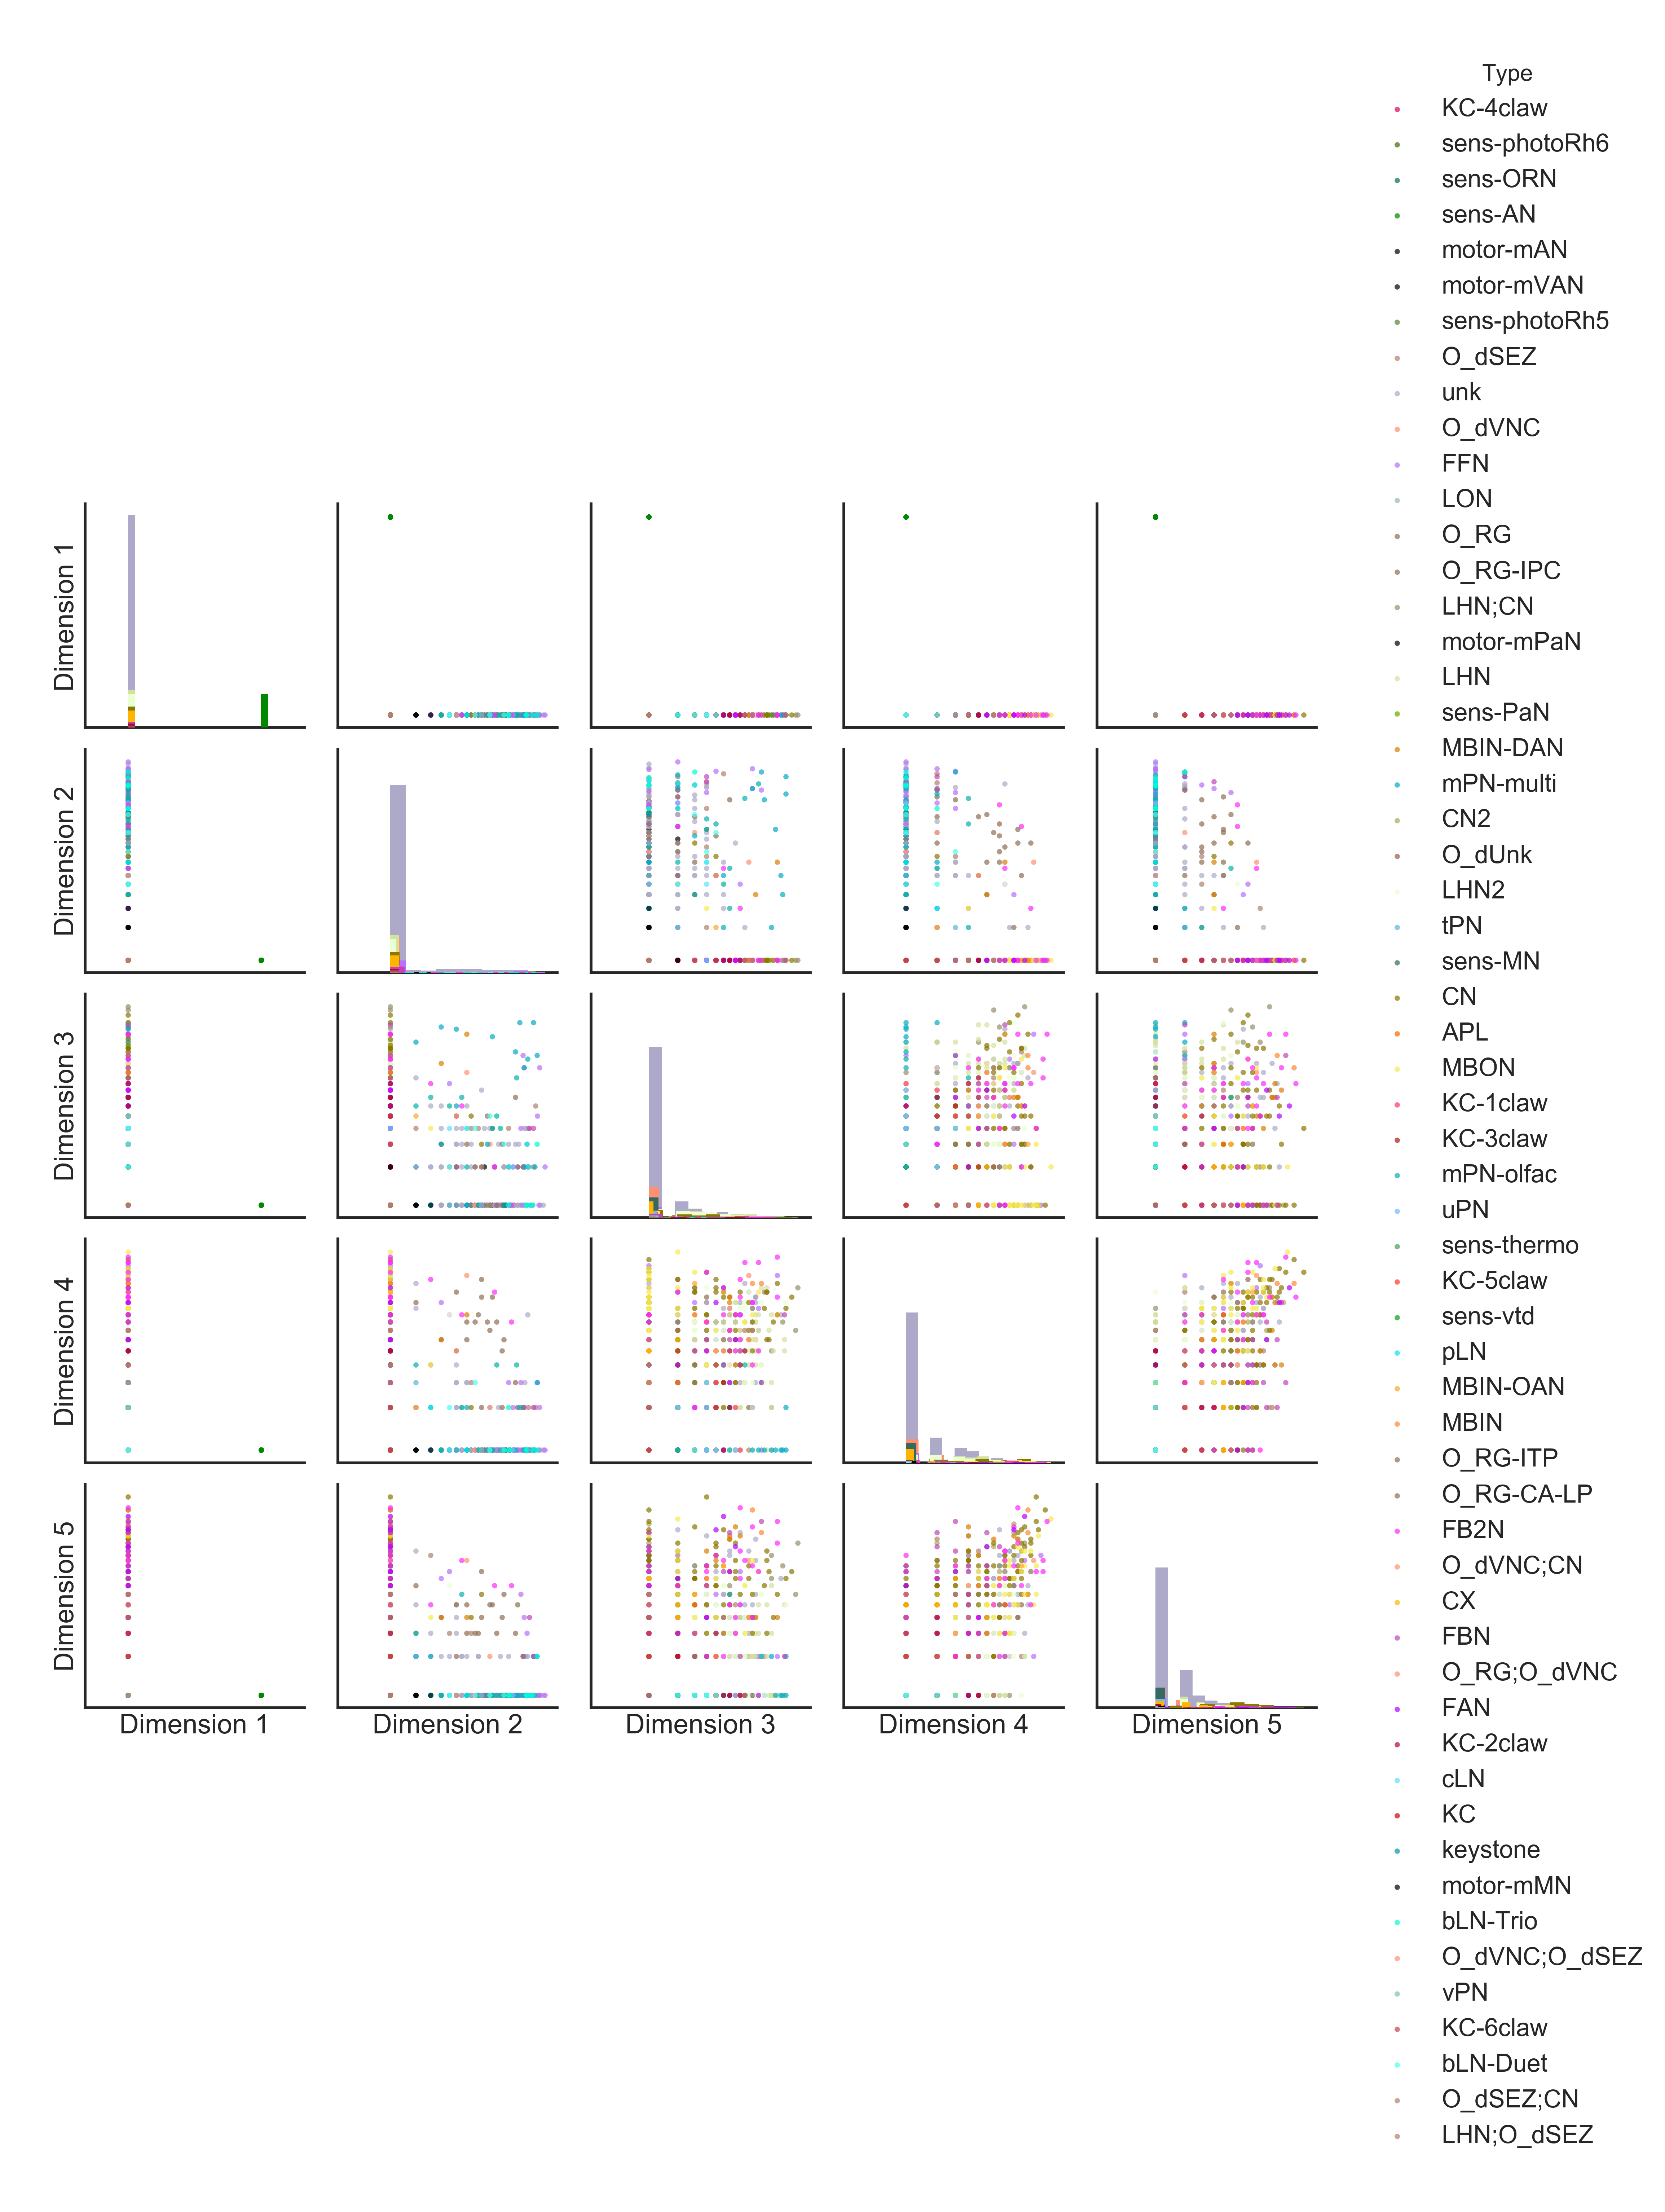 Type
KC-4claw
sens-photoRh6
sens-ORN
sens-AN
motor-mAN
motor-mVAN
sens-photoRh5
O_dSEZ
unk
O_dVNC
FFN
LON
O_RG
O_RG-IPC
LHN;CN
motor-mPaN
LHN
sens-PaN
MBIN-DAN
mPN-multi
CN2
O_dUnk
LHN2
tPN
sens-MN
CN
APL
MBON
KC-1claw
KC-3claw
mPN-olfac
uPN
sens-thermo
KC-5claw
sens-vtd
pLN
MBIN-OAN
MBIN
O_RG-ITP
O_RG-CA-LP
FB2N
O_dVNC;CN
CX
FBN
O_RG;O_dVNC
FAN
KC-2claw
cLN
KC
keystone
motor-mMN
bLN-Trio
O_dVNC;O_dSEZ
vPN
KC-6claw
bLN-Duet
O_dSEZ;CN
LHN;O_dSEZ
Dimension 1
Dimension 2
Dimension 3
Dimension 4
Dimension 5
Dimension 1
Dimension 2
Dimension 3
Dimension 4
Dimension 5